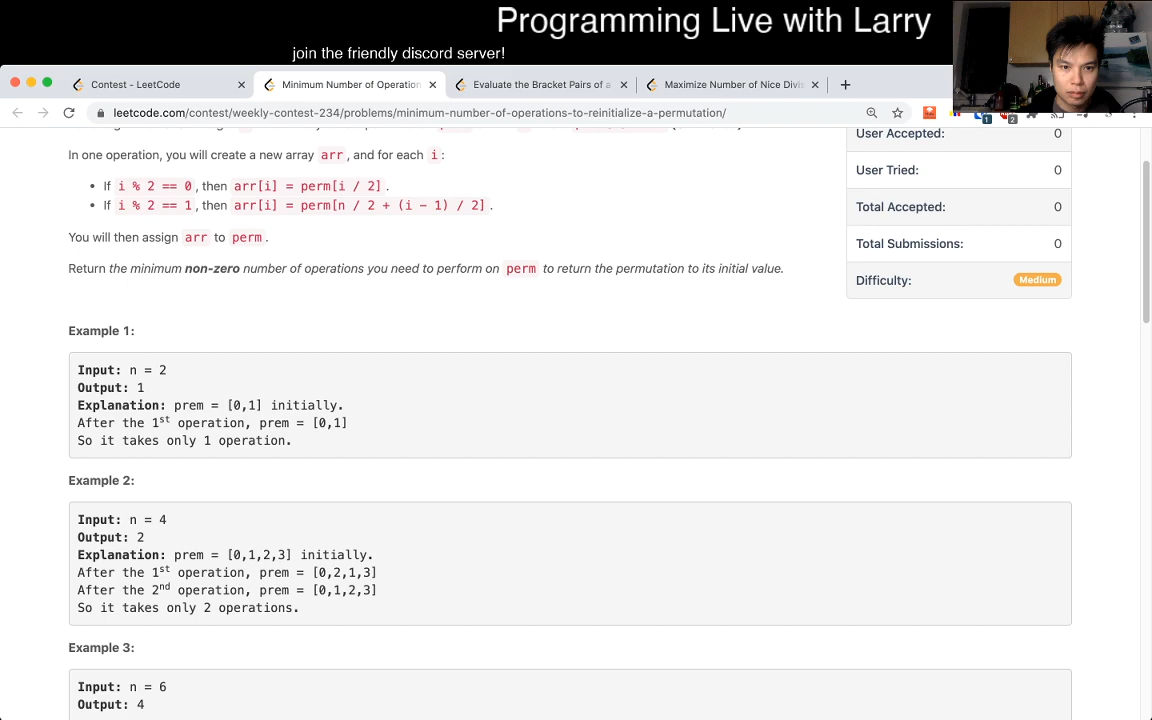 Programming Live with Larry
join the friendly discord server!
Contest - LeetCode
Minimum Number of Operation
Evaluate the Bracket Pairs of a
Maximize Number of Nice Divis
leetcode.com/contest/weekly-contest-234/problems/minimum-number-of-operations-to-reinitialize-a-permutation/
In one operation, you will create a new array arr, and for each i:
• If i % 2 == 0, then arr[i] = perm[i / 2].
• If i % 2 == 1, then arr[i] = perm[n / 2 + (i - 1) / 2].
You will then assign arr to perm.
Return the minimum non-zero number of operations you need to perform on perm to return the permutation to its initial value.
User Accepted: 0
User Tried: 0
Total Accepted: 0
Total Submissions: 0
Difficulty: Medium
Example 1:
Input: n = 2
Output: 1
Explanation: prem = [0,1] initially.
After the 1st operation, prem = [0,1]
So it takes only 1 operation.
Example 2:
Input: n = 4
Output: 2
Explanation: prem = [0,1,2,3] initially.
After the 1st operation, prem = [0,2,1,3]
After the 2nd operation, prem = [0,1,2,3]
So it takes only 2 operations.
Example 3:
Input: n = 6
Output: 4